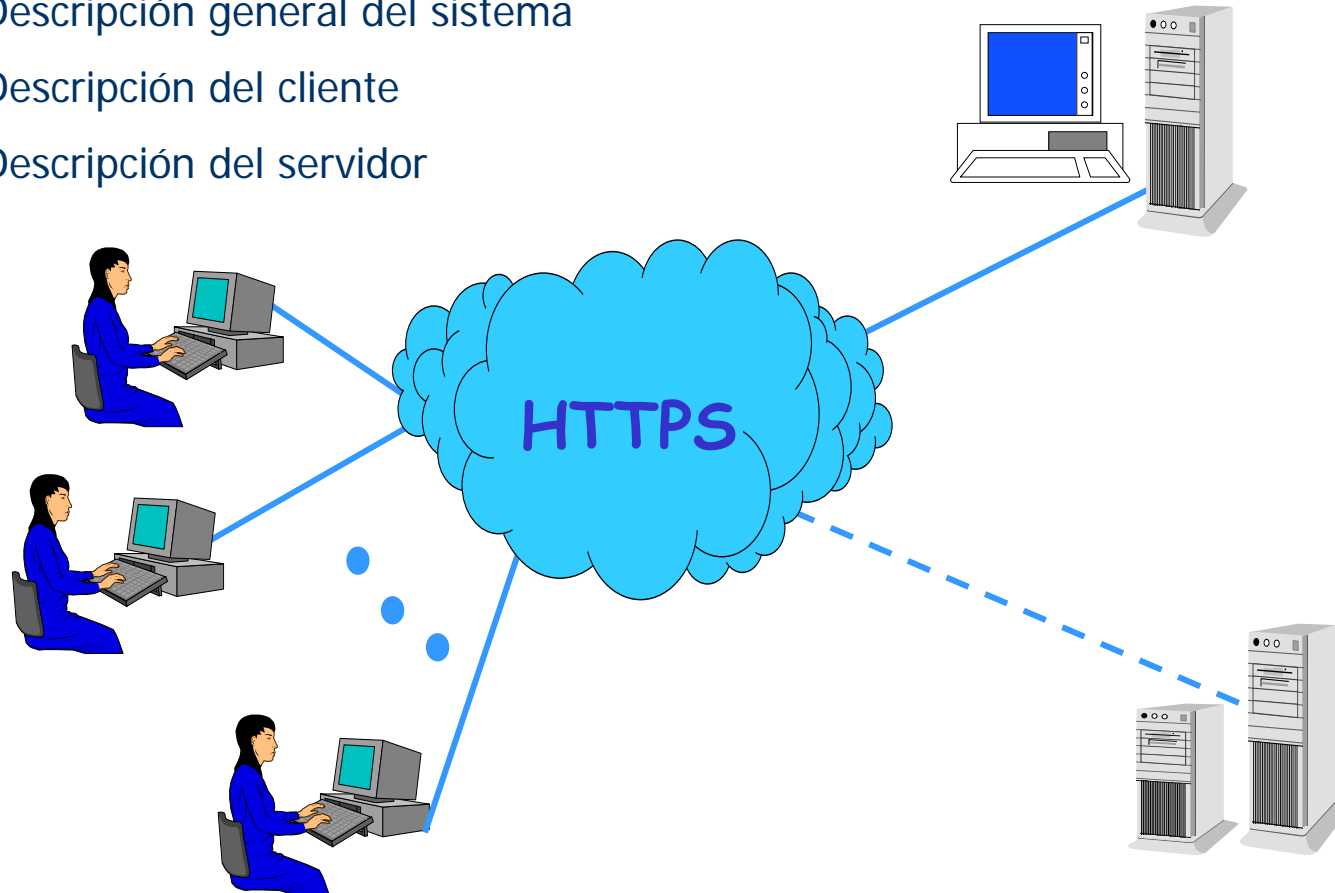 Descripción general del sistema
Descripción del cliente
Descripción del servidor
HTTPS